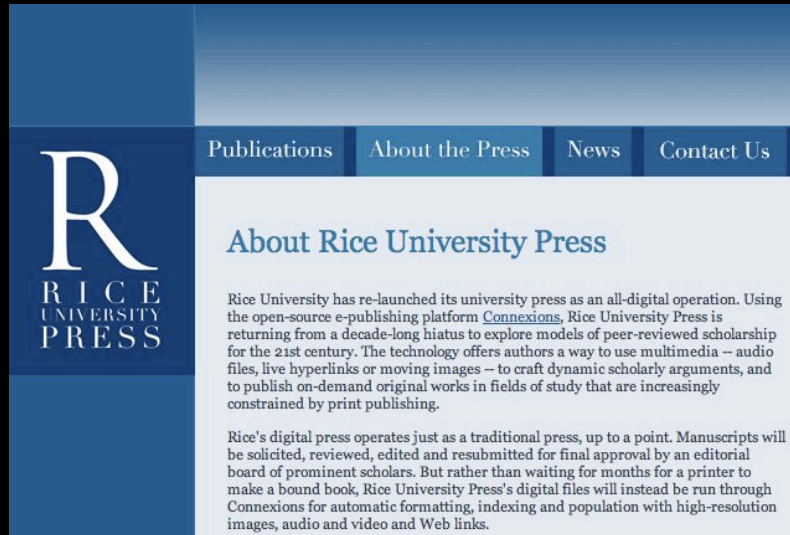 Publications About the Press News Contact Us
R
RICE
UNIVERSITY
PRESS
About Rice University Press
Rice University has re-launched its university press as an all-digital operation. Using
the open-source e-publishing platform Connexions, Rice University Press is
returning from a decade-long hiatus to explore models of peer-reviewed scholarship
for the 21st century. The technology offers authors a way to use multimedia -- audio
files, live hyperlinks or moving images -- to craft dynamic scholarly arguments, and
to publish on-demand original works in fields of study that are increasingly
constrained by print publishing.
Rice's digital press operates just as a traditional press, up to a point. Manuscripts will
be solicited, reviewed, edited and resubmitted for final approval by an editorial
board of prominent scholars. But rather than waiting for months for a printer to
make a bound book, Rice University Press's digital files will instead be run through
Connexions for automatic formatting, indexing and population with high-resolution
images, audio and video and Web links.